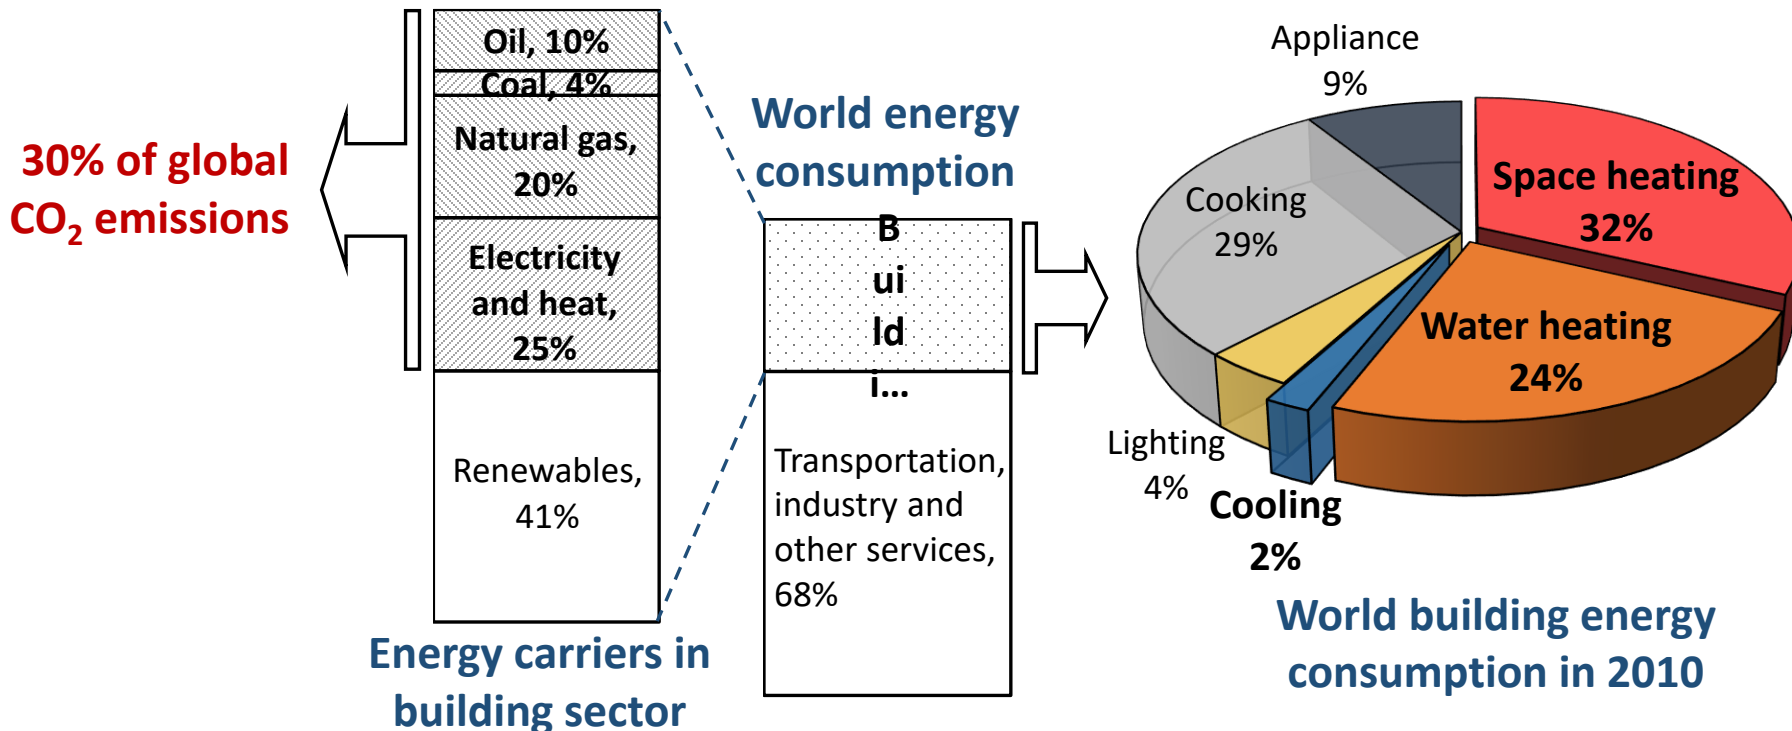 30% of global
CO₂ emissions
Oil, 10%
Coal, 4%
Natural gas,
20%
Electricity
and heat,
25%
Renewables,
41%
Energy carriers in
building sector
World energy
consumption
B
ui
ld
i...
Transportation,
industry and
other services,
68%
Appliance
9%
Space heating
32%
Cooking
29%
Water heating
24%
Lighting
4%
Cooling
2%
World building energy
consumption in 2010